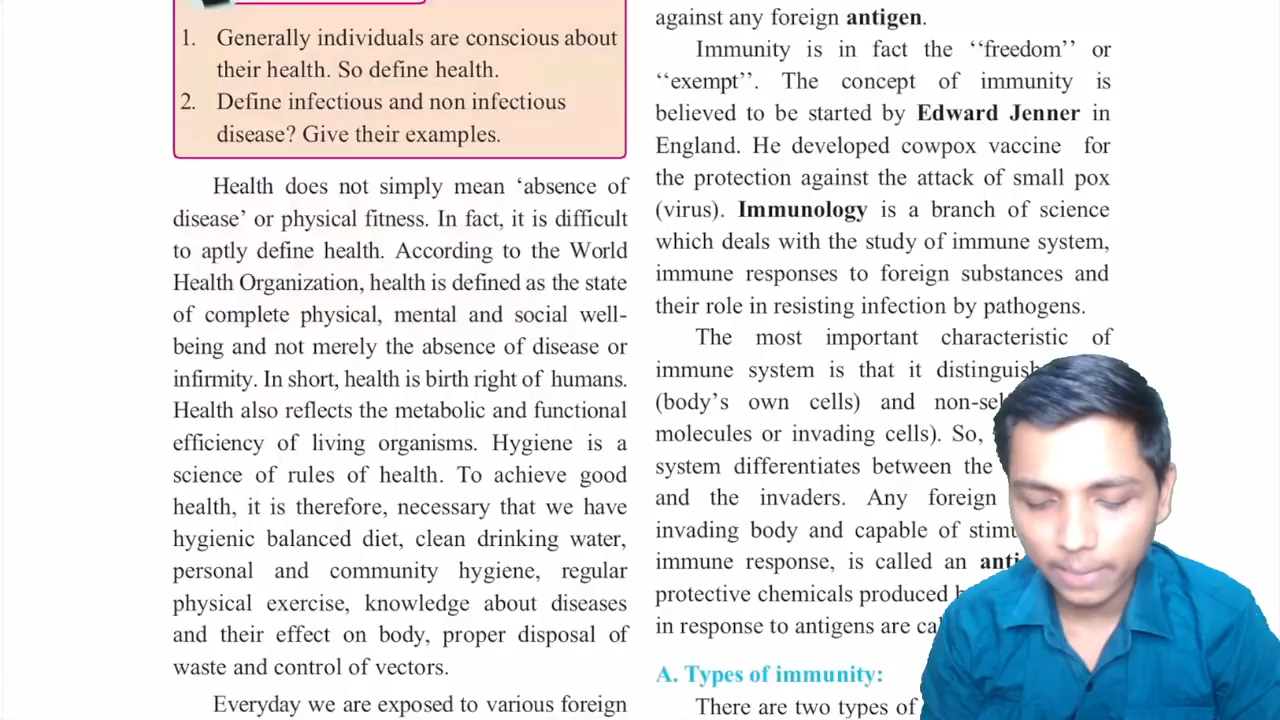 1. Generally individuals are conscious about
their health. So define health.
2. Define infectious and non infectious
disease? Give their examples.
Health does not simply mean ‘absence of
disease’ or physical fitness. In fact, it is difficult
to aptly define health. According to the World
Health Organization, health is defined as the state
of complete physical, mental and social well-
being and not merely the absence of disease or
infirmity. In short, health is birth right of humans.
Health also reflects the metabolic and functional
efficiency of living organisms. Hygiene is a
science of rules of health. To achieve good
health, it is therefore, necessary that we have
hygienic balanced diet, clean drinking water,
personal and community hygiene, regular
physical exercise, knowledge about diseases
and their effect on body, proper disposal of
waste and control of vectors.
Everyday we are exposed to various foreign
against any foreign antigen.
Immunity is in fact the ‘‘freedom’’ or
‘‘exempt’’. The concept of immunity is
believed to be started by Edward Jenner in
England. He developed cowpox vaccine for
the protection against the attack of small pox
(virus). Immunology is a branch of science
which deals with the study of immune system,
immune responses to foreign substances and
their role in resisting infection by pathogens.
The most important characteristic of
immune system is that it
(body’s own cells) and
molecules or invading cells). So,
system differentiates between the
and the invaders. Any foreign
invading body and capable of
immune response, is called an
protective chemicals produced
in response to antigens are
A. Types of immunity:
There are two types of